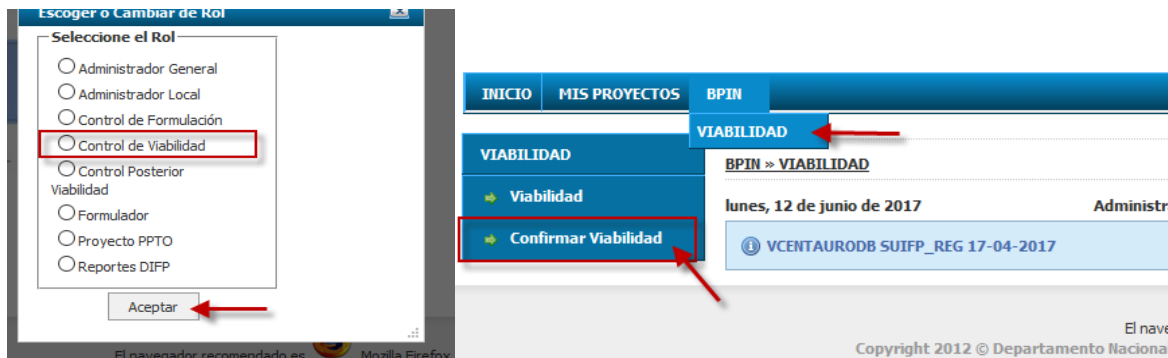 Escoger o Cambiar de Rol
Seleccione el Rol
Administrador General
Administrador Local
Control de Formulación
Control de Viabilidad
Control Posterior
Viabilidad
Formulador
Proyecto PPTO
Reportes DIFP
Aceptar
El navegador recomendado es Mozilla Firefox
INICIO MIS PROYECTOS BPIN
VIABILIDAD
VIABILIDAD
BPIN » VIABILIDAD
Viabilidad
lunes, 12 de junio de 2017 Administr
Confirmar Viabilidad
VCENTAURODB SUIFP_REG 17-04-2017
El nave
Copyright 2012 © Departamento Naciona